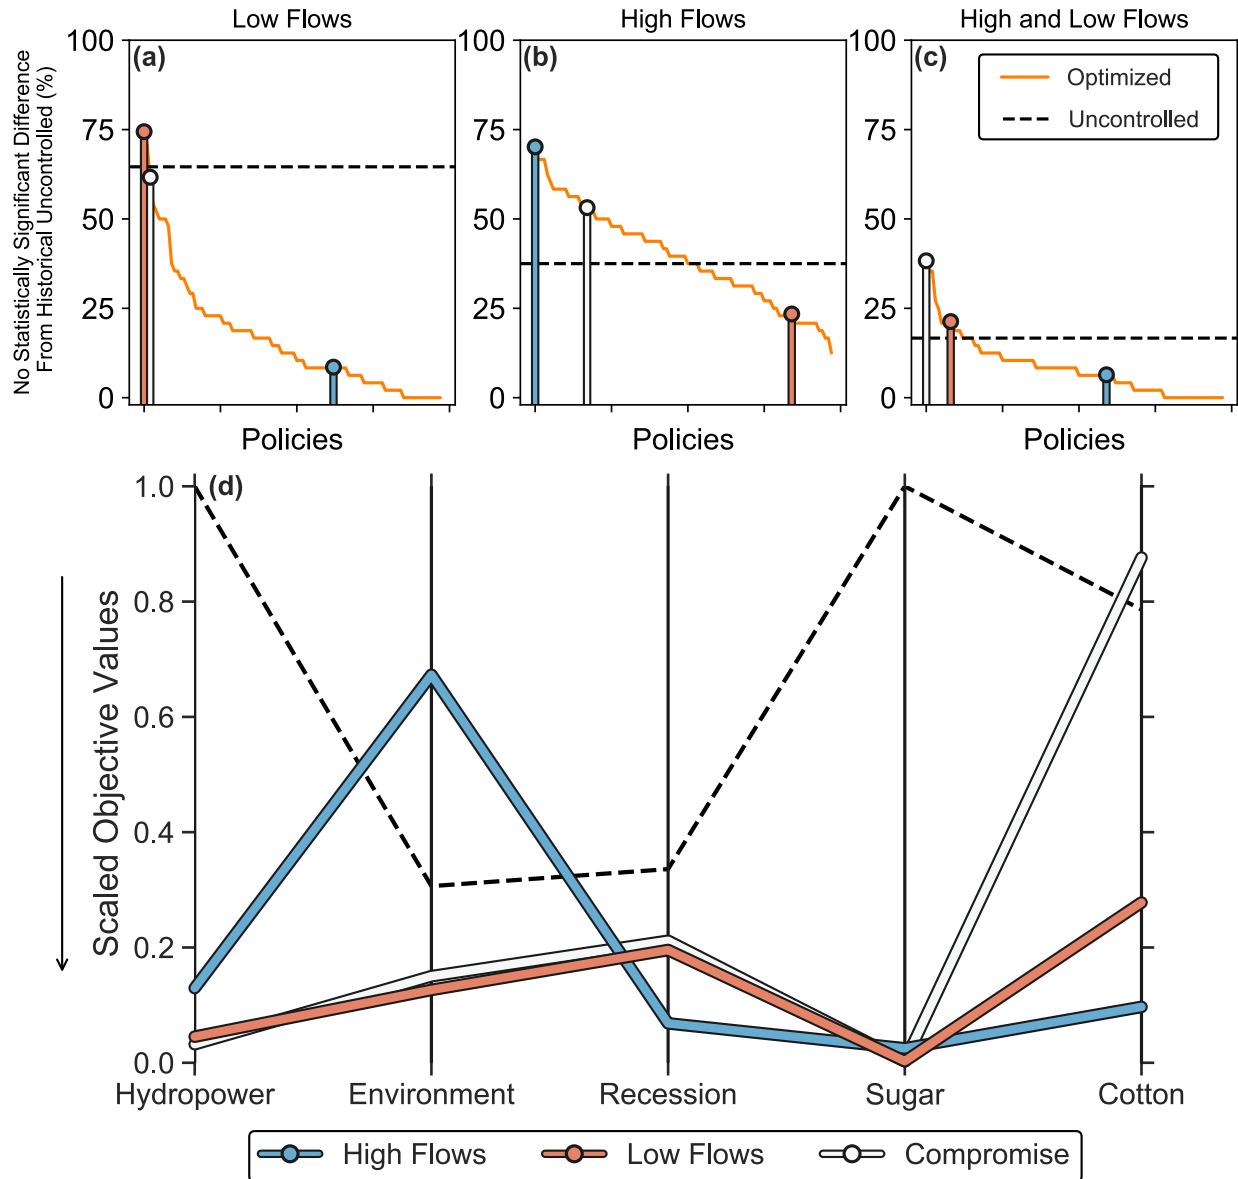 Low Flows
High Flows
High and Low Flows
No Statistically Significant Difference
From Historical Uncontrolled (%)
100
75
50
25
0
(a)
Policies
100
75
50
25
0
(b)
Policies
100
75
50
25
0
(c)
Optimized
Uncontrolled
Policies
(d)
Scaled Objective Values
1.0
0.8
0.6
0.4
0.2
0.0
Hydropower
Environment
Recession
Sugar
Cotton
High Flows
Low Flows
Compromise